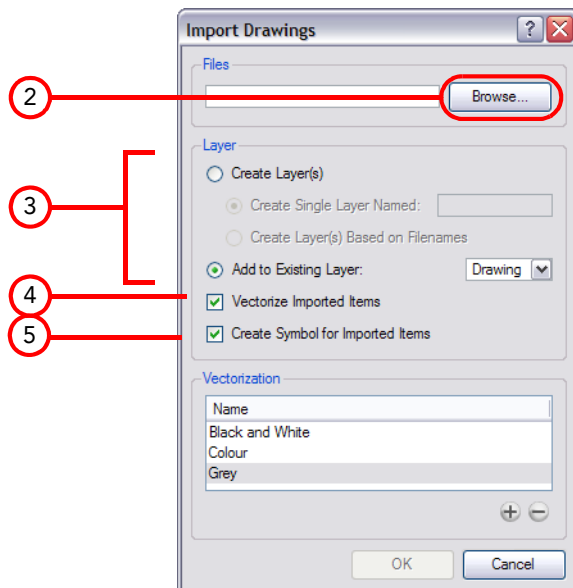 Import Drawings
?
Files
2
Browse...
Layer
3
Create Layer(s)
Create Single Layer Named:
Create Layer(s) Based on Filenames
Add to Existing Layer: Drawing
4
Vectorize Imported Items
5
Create Symbol for Imported Items
Vectorization
Name
Black and White
Colour
Grey
OK Cancel